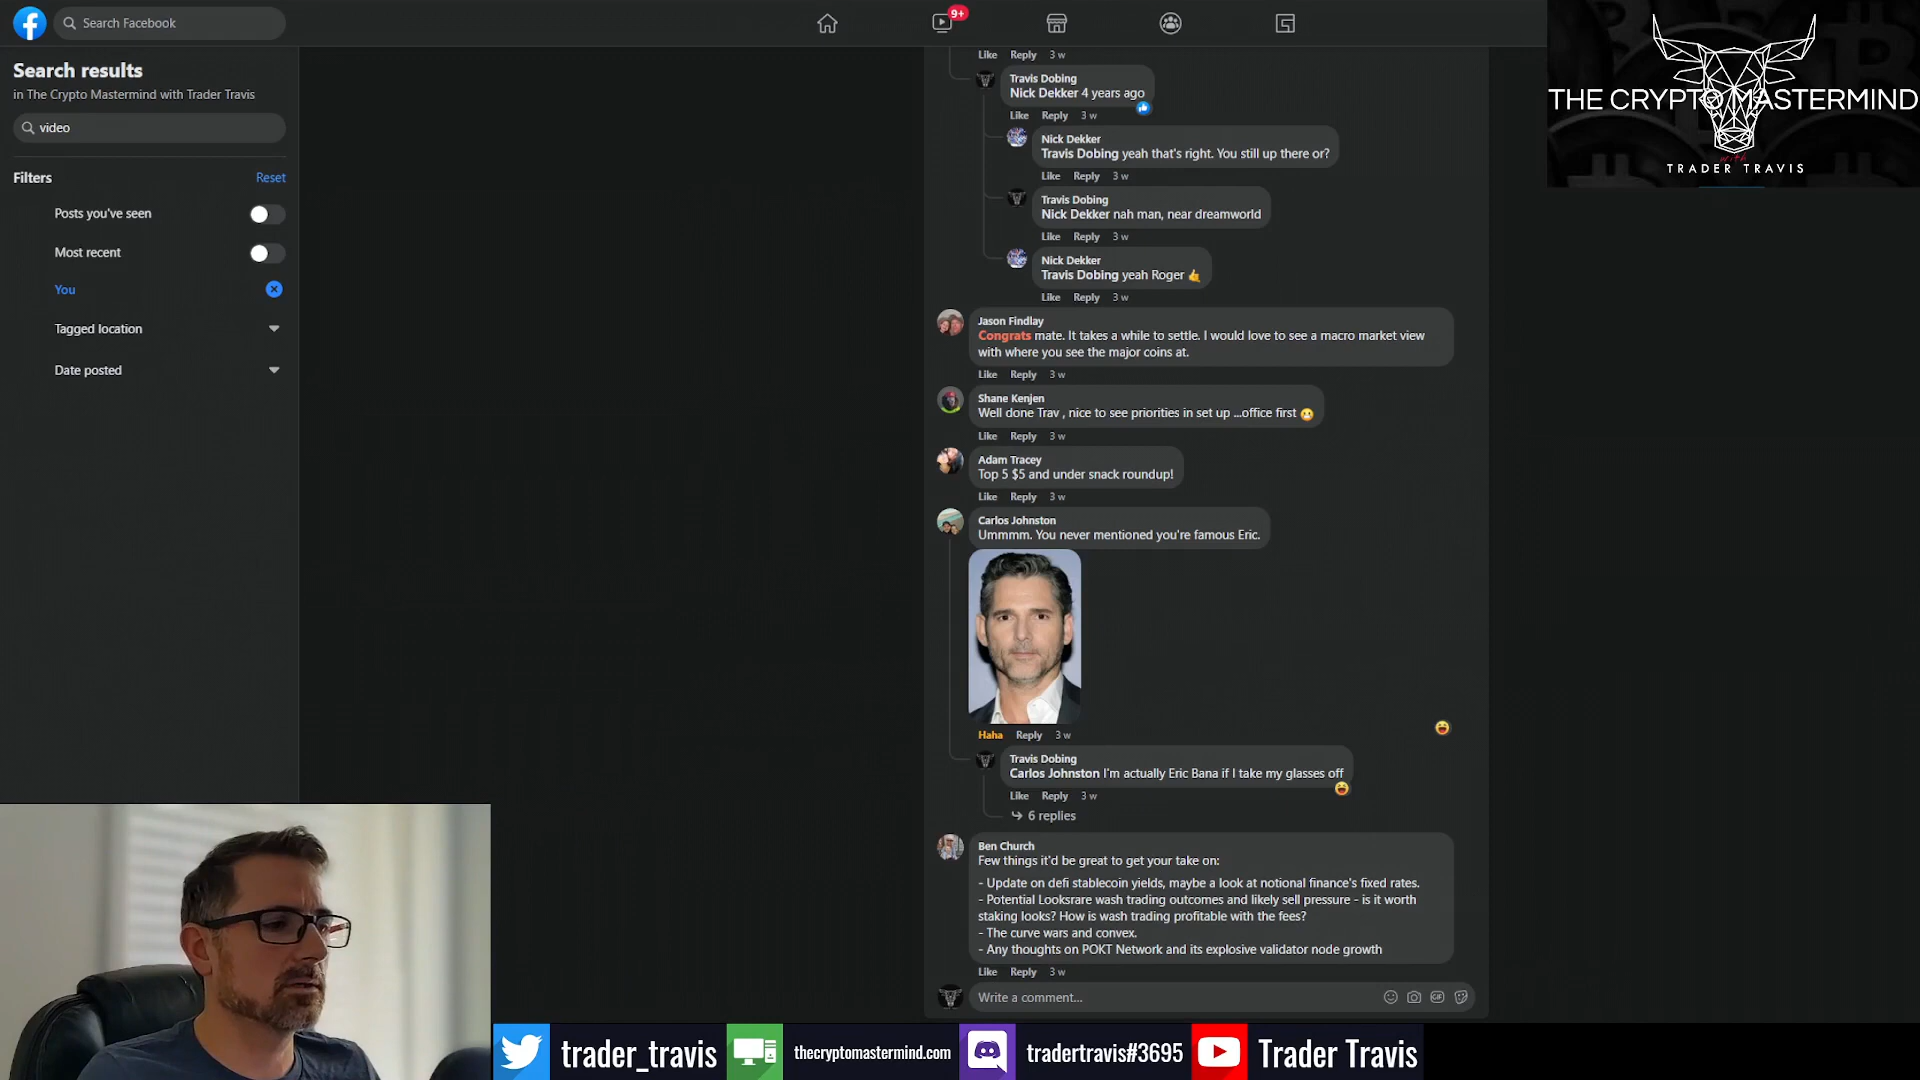 Search Facebook
9+
Search results
in The Crypto Mastermind with Trader Travis
video
Filters
Reset
Posts you've seen
Most recent
You
Tagged location
Date posted
Like Reply 3 w
Travis Dobing
Nick Dekker 4 years ago
Like Reply 3 w
Nick Dekker
Travis Dobing yeah that's right. You still up there or?
Like Reply 3 w
Travis Dobing
Nick Dekker nah man, near dreamworld
Like Reply 3 w
Nick Dekker
Travis Dobing yeah Roger 🤙
Like Reply 3 w
Jason Findlay
Congrats mate. It takes a while to settle. I would love to see a macro market view
with where you see the major coins at.
Like Reply 3 w
Shane Kenjen
Well done Trav , nice to see priorities in set up ...office first 😬
Like Reply 3 w
Adam Tracey
Top 5 $5 and under snack roundup!
Like Reply 3 w
Carlos Johnston
Ummmm. You never mentioned you're famous Eric.
Haha Reply 3 w
Travis Dobing
Carlos Johnston I'm actually Eric Bana if I take my glasses off
Like Reply 3 w
6 replies
Ben Church
Few things it'd be great to get your take on:
- Update on defi stablecoin yields, maybe a look at notional finance's fixed rates.
- Potential Looksrare wash trading outcomes and likely sell pressure - is it worth
staking looks? How is wash trading profitable with the fees?
- The curve wars and convex.
- Any thoughts on POKT Network and its explosive validator node growth
Like Reply 3 w
Write a comment...
GIF
THE CRYPTO MASTERMIND
with
TRADER TRAVIS
trader_travis
thecryptomastermind.com
tradertravis#3695
Trader Travis